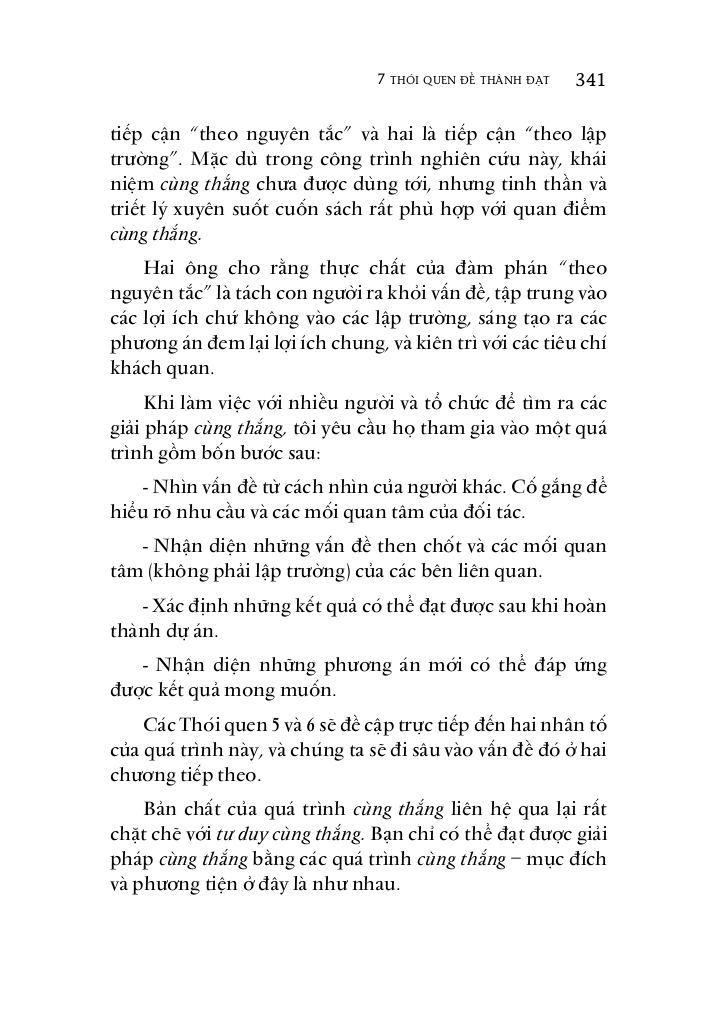 7 THÓI QUEN ĐỂ THÀNH ĐẠT 341
tiếp cận “theo nguyên tắc” và hai là tiếp cận “theo lập
trường”. Mặc dù trong công trình nghiên cứu này, khái
niệm cùng thắng chưa được dùng tới, nhưng tinh thần và
triết lý xuyên suốt cuốn sách rất phù hợp với quan điểm
cùng thắng.
Hai ông cho rằng thực chất của đàm phán “theo
nguyên tắc” là tách con người ra khỏi vấn đề, tập trung vào
các lợi ích chứ không vào các lập trường, sáng tạo ra các
phương án đem lại lợi ích chung, và kiên trì với các tiêu chí
khách quan.
Khi làm việc với nhiều người và tổ chức để tìm ra các
giải pháp cùng thắng, tôi yêu cầu họ tham gia vào một quá
trình gồm bốn bước sau:
- Nhìn vấn đề từ cách nhìn của người khác. Cố gắng để
hiểu rõ nhu cầu và các mối quan tâm của đối tác.
- Nhận diện những vấn đề then chốt và các mối quan
tâm (không phải lập trường) của các bên liên quan.
- Xác định những kết quả có thể đạt được sau khi hoàn
thành dự án.
- Nhận diện những phương án mới có thể đáp ứng
được kết quả mong muốn.
Các Thói quen 5 và 6 sẽ đề cập trực tiếp đến hai nhân tố
của quá trình này, và chúng ta sẽ đi sâu vào vấn đề đó ở hai
chương tiếp theo.
Bản chất của quá trình cùng thắng liên hệ qua lại rất
chặt chẽ với tư duy cùng thắng. Bạn chỉ có thể đạt được giải
pháp cùng thắng bằng các quá trình cùng thắng – mục đích
và phương tiện ở đây là như nhau.